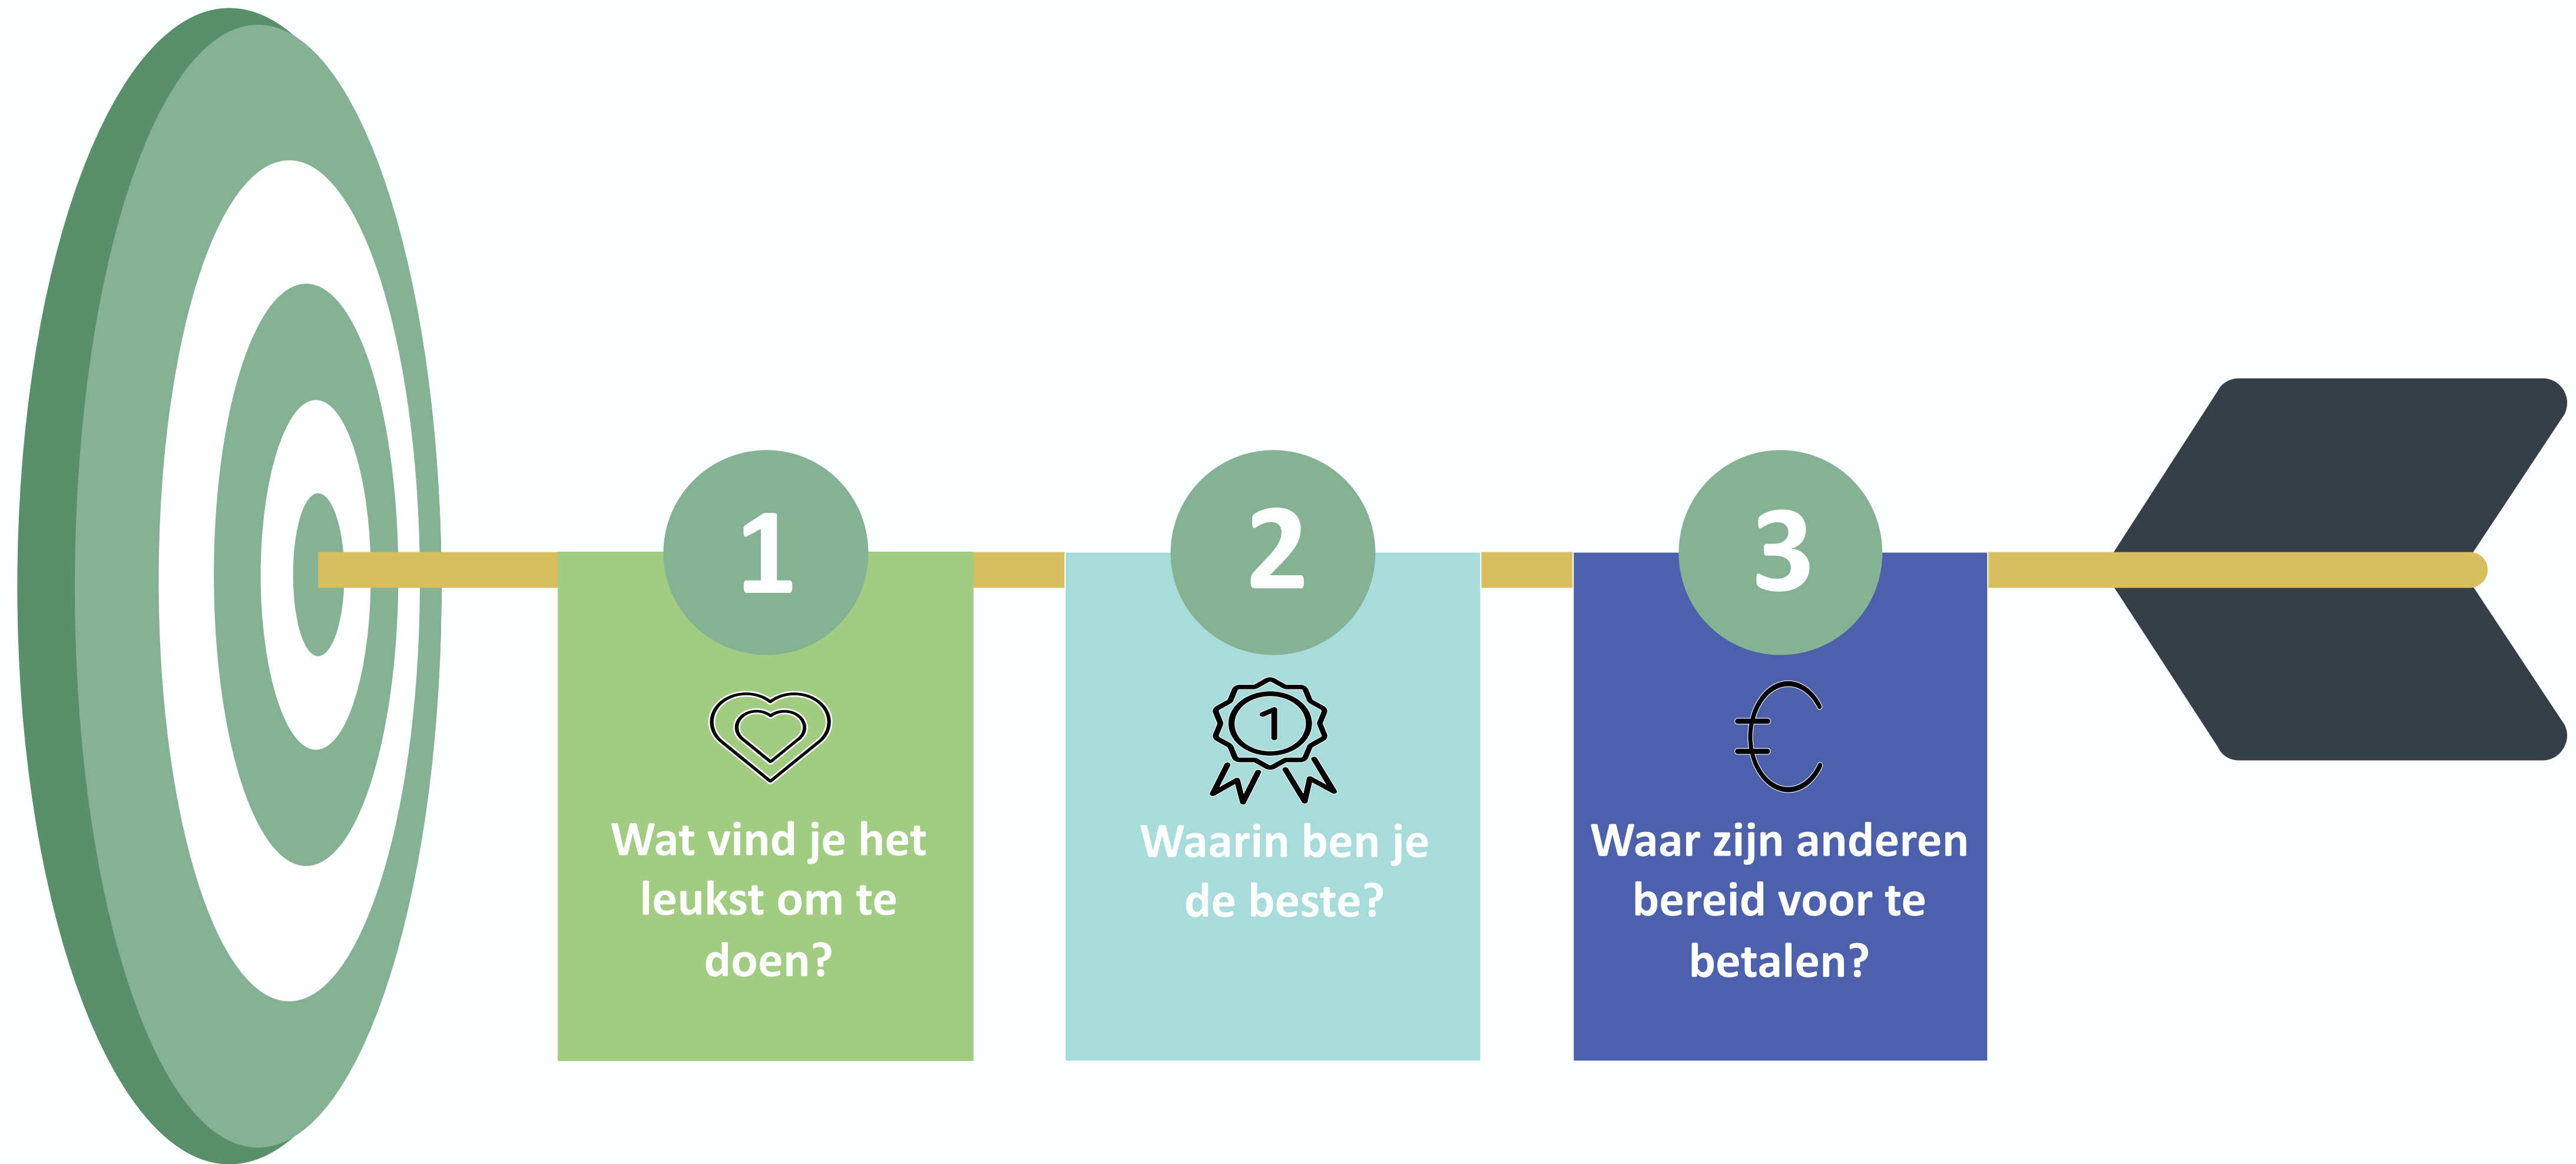 1
Wat vind je het
leukst om te
doen?
2
1
Waarin ben je
de beste?
3
€
Waar zijn anderen
bereid voor te
betalen?